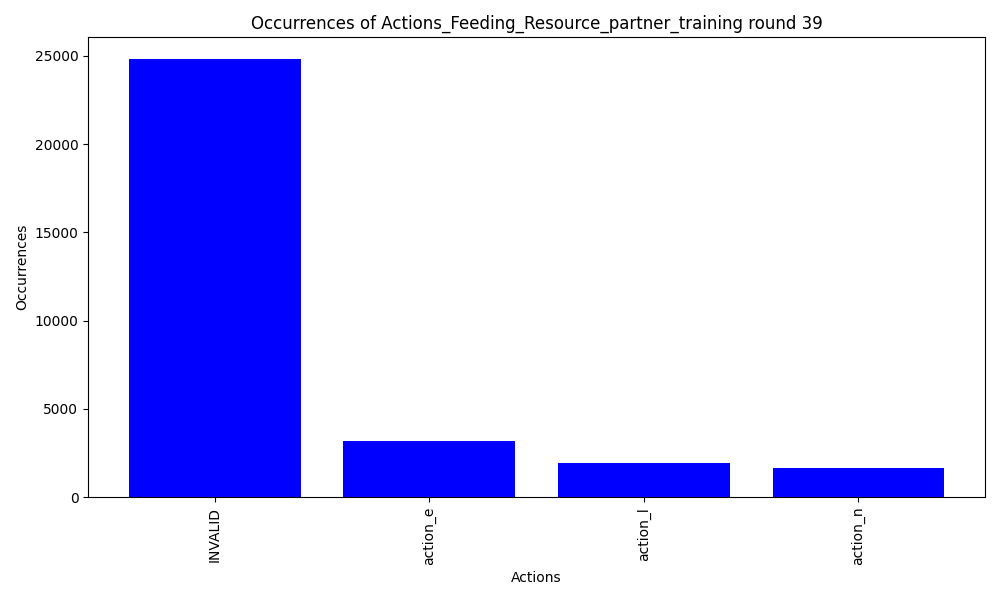 Occurrences of Actions_Feeding_Resource_partner_training round 39
25000
20000
15000
10000
5000
0
Occurrences
INVALID
action_e
action_l
action_n
Actions